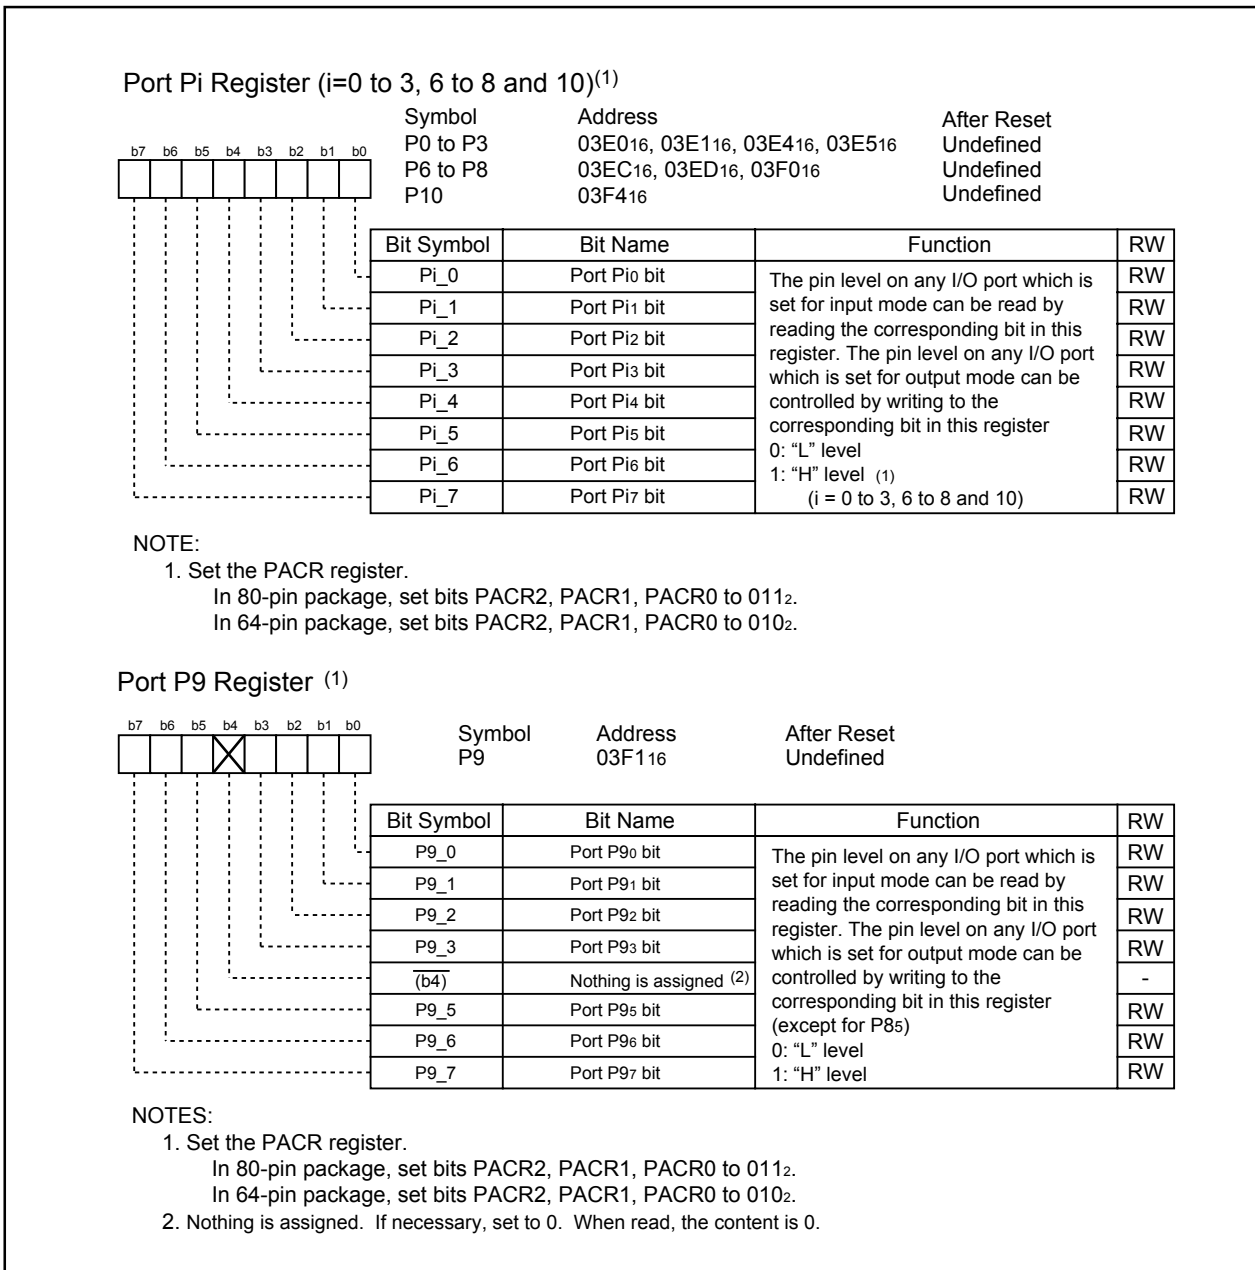 Port Pi Register (i=0 to 3, 6 to 8 and 10)(1)
Symbol Address After Reset
P0 to P3 03E016, 03E116, 03E416, 03E516 Undefined
P6 to P8 03EC16, 03ED16, 03F016 Undefined
P10 03F416 Undefined
b7 b6 b5 b4 b3 b2 b1 b0
Bit Symbol Bit Name Function RW
Pi_0 Port Pi0 bit RW
Pi_1 Port Pi1 bit RW
Pi_2 Port Pi2 bit RW
Pi_3 Port Pi3 bit RW
Pi_4 Port Pi4 bit RW
Pi_5 Port Pi5 bit RW
Pi_6 Port Pi6 bit RW
Pi_7 Port Pi7 bit RW
The pin level on any I/O port which is
set for input mode can be read by
reading the corresponding bit in this
register. The pin level on any I/O port
which is set for output mode can be
controlled by writing to the
corresponding bit in this register
0: “L” level
1: “H” level (1)
(i = 0 to 3, 6 to 8 and 10)
NOTE:
1. Set the PACR register.
In 80-pin package, set bits PACR2, PACR1, PACR0 to 0112.
In 64-pin package, set bits PACR2, PACR1, PACR0 to 0102.
Port P9 Register (1)
b7 b6 b5 b4 b3 b2 b1 b0
Symbol Address After Reset
P9 03F116 Undefined
Bit Symbol Bit Name Function RW
P9_0 Port P90 bit RW
P9_1 Port P91 bit RW
P9_2 Port P92 bit RW
P9_3 Port P93 bit RW
(b4) Nothing is assigned (2) -
P9_5 Port P95 bit RW
P9_6 Port P96 bit RW
P9_7 Port P97 bit RW
The pin level on any I/O port which is
set for input mode can be read by
reading the corresponding bit in this
register. The pin level on any I/O port
which is set for output mode can be
controlled by writing to the
corresponding bit in this register
(except for P85)
0: “L” level
1: “H” level
NOTES:
1. Set the PACR register.
In 80-pin package, set bits PACR2, PACR1, PACR0 to 0112.
In 64-pin package, set bits PACR2, PACR1, PACR0 to 0102.
2. Nothing is assigned. If necessary, set to 0. When read, the content is 0.